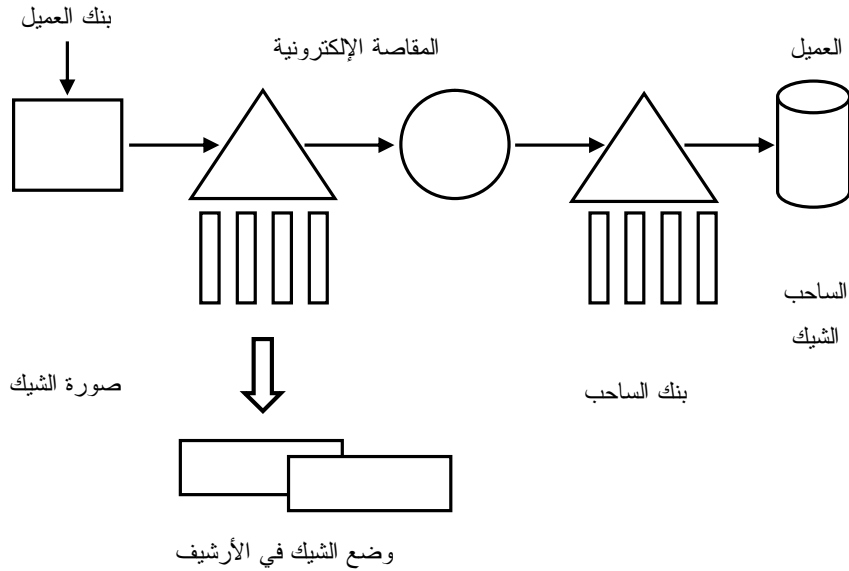 بنك العميل
المقاصة الإلكترونية
العميل
الساحب
الشيك
صورة الشيك
بنك الساحب
وضع الشيك في الأرشيف